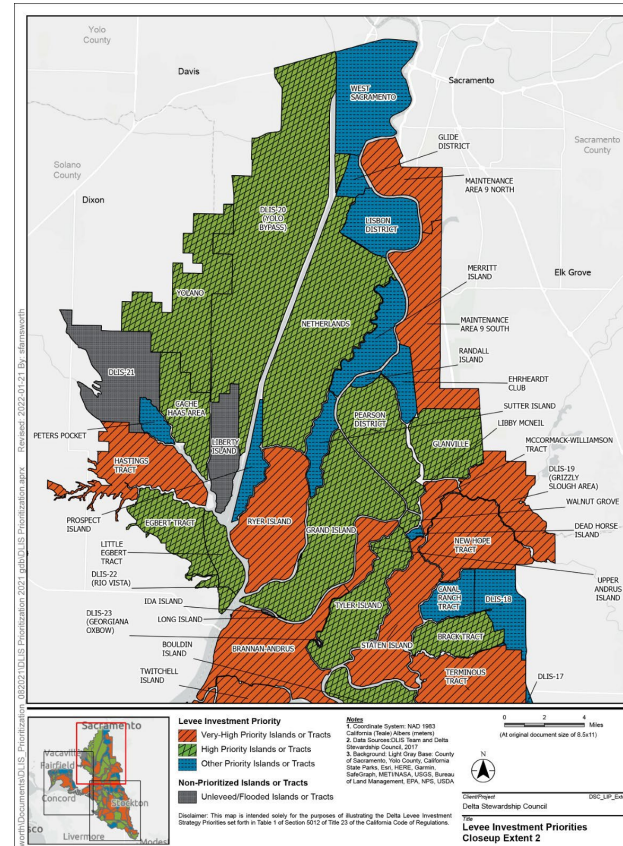 Yolo
County
Davis
Sacramento
WEST
SACRAMENTO
GLIDE
DISTRICT
Sacramento
County
Solano
County
MAINTENANCE
AREA 9 NORTH
Dixon
DLIS-20
(YOLO
BYPASS)
LISBON
DISTRICT
MERRITT
ISLAND
Elk Grove
YOLANO
NETHERLANDS
MAINTENANCE
AREA 9 SOUTH
RANDALL
ISLAND
DLIS-21
EHRHEARDT
CLUB
CACHE
HAAS AREA
PEARSON
DISTRICT
SUTTER ISLAND
LIBBY MCNEIL
PETERS POCKET
LIBERTY
ISLAND
GLANVILLE
MCCORMACK-WILLIAMSON
TRACT
HASTINGS
TRACT
DLIS-19
(GRIZZLY
SLOUGH AREA)
WALNUT GROVE
PROSPECT
ISLAND
EGBERT TRACT
RYER ISLAND
GRAND ISLAND
DEAD HORSE
ISLAND
NEW HOPE
TRACT
LITTLE
EGBERT
TRACT
UPPER
ANDRUS
ISLAND
DLIS-22
(RIO VISTA)
CANAL
RANCH
TRACT
DLIS-18
IDA ISLAND
TYLER ISLAND
DLIS-23
(GEORGIANA
OXBOW)
LONG ISLAND
STATEN ISLAND
BRACK TRACT
BOULDIN
ISLAND
BRANNAN-ANDRUS
TWITCHELL
ISLAND
TERMINOUS
TRACT
DLIS-17
worth\Documents\DLIS_Prioritization_082021\DLIS Prioritization 2021 gdb\DLIS Prioritization.aprx Revised: 2022-01-21 By: sfarnsworth
Sacramento
Vacaville
Fairfield
Concord
Stockton
Livermore
Modes
sco
Levee Investment Priority
Very-High Priority Islands or Tracts
High Priority Islands or Tracts
Other Priority Islands or Tracts
Non-Prioritized Islands or Tracts
Unleveed/Flooded Islands or Tracts
Notes
1. Coordinate System: NAD 1983
California (Teale) Albers (meters)
2. Data Sources:DLIS Team and Delta
Stewardship Council, 2017
3. Background, Light Gray Base: County
of Sacramento, Yolo County, California
State Parks, Esri, HERE, Garmin,
SafeGraph, METI/NASA, USGS, Bureau
of Land Management, EPA, NPS, USDA
Disclaimer: This map is intended solely for the purposes of illustrating the Delta Levee Investment
Strategy Priorities set forth in Table 1 of Section 5012 of Title 23 of the California Code of Regulations.
0 2 4
Miles
(At original document size of 8.5x11)
N
Client/Project
DSC_LIP_Ext
Delta Stewardship Council
Title
Levee Investment Priorities
Closeup Extent 2